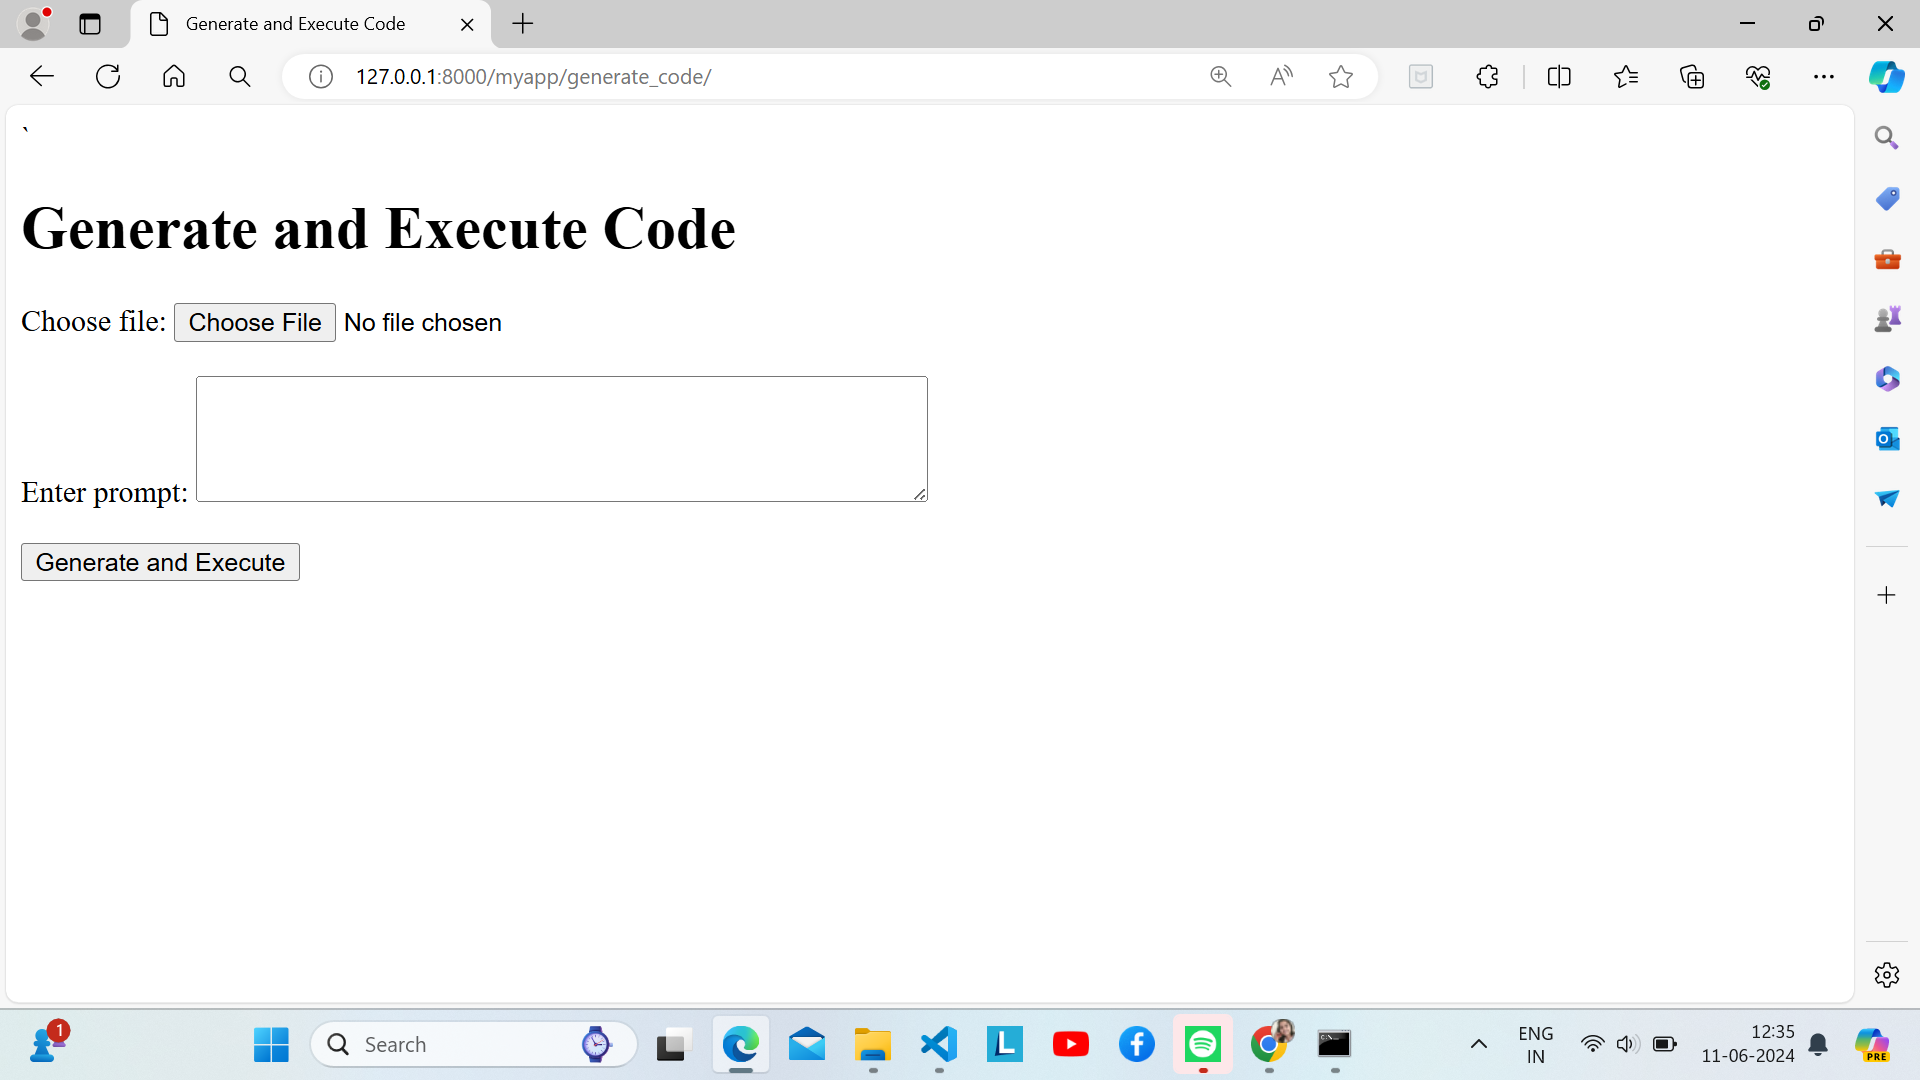 Generate and Execute Code
127.0.0.1:8000/myapp/generate_code/
`
Generate and Execute Code
Choose file: Choose File No file chosen
Enter prompt:
Generate and Execute
1
Search
ENG
IN
12:35
11-06-2024
PRE